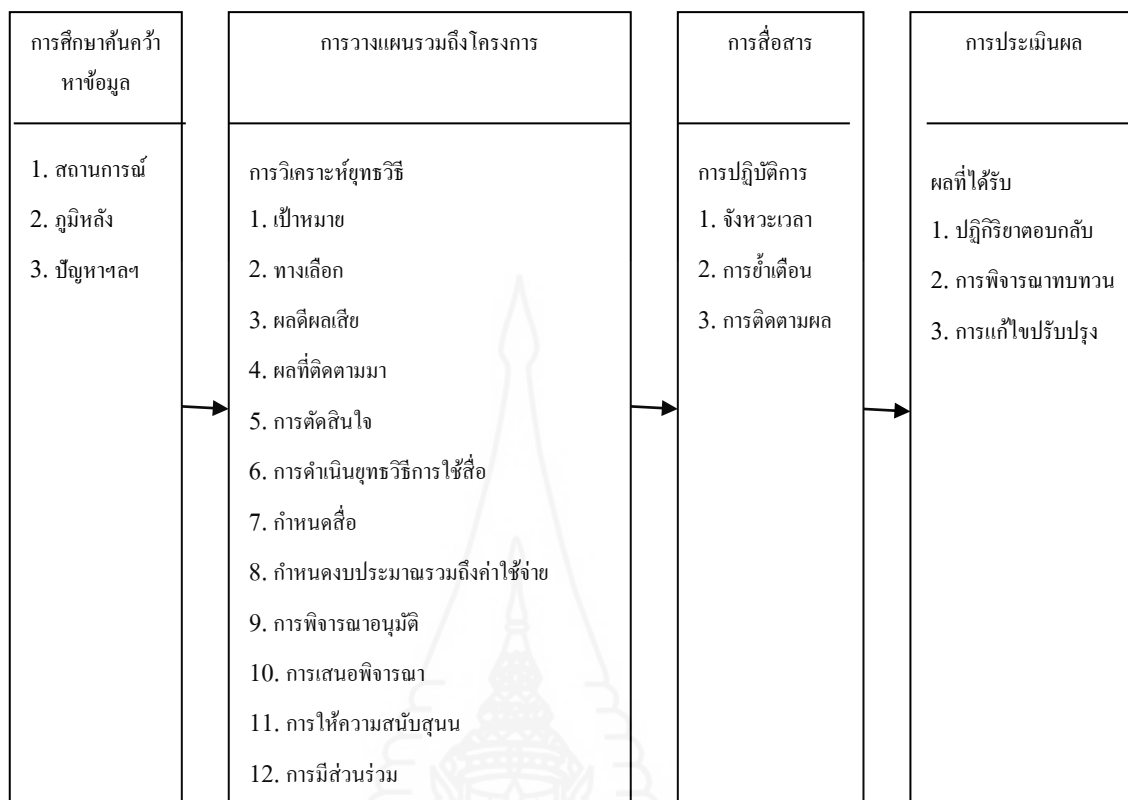 การศึกษาค้นคว้า
หาข้อมูล
1. สถานการณ์
2. ภูมิหลัง
3. ปัญหาฯลฯ
การวางแผนรวมถึงโครงการ
การวิเคราะห์ยุทธวิธี
1. เป้าหมาย
2. ทางเลือก
3. ผลดีผลเสีย
4. ผลที่ติดตามมา
5. การตัดสินใจ
6. การดำเนินยุทธวิธีการใช้สื่อ
7. กำหนดสื่อ
8. กำหนดงบประมาณรวมถึงค่าใช้จ่าย
9. การพิจารณาอนุมัติ
10. การเสนอพิจารณา
11. การให้ความสนับสุนน
12. การมีส่วนร่วม
การสื่อสาร
การปฏิบัติการ
1. จังหวะเวลา
2. การย้ำเตือน
3. การติดตามผล
การประเมินผล
ผลที่ได้รับ
1. ปฏิกิริยาตอบกลับ
2. การพิจารณาทบทวน
3. การแก้ไขปรับปรุง